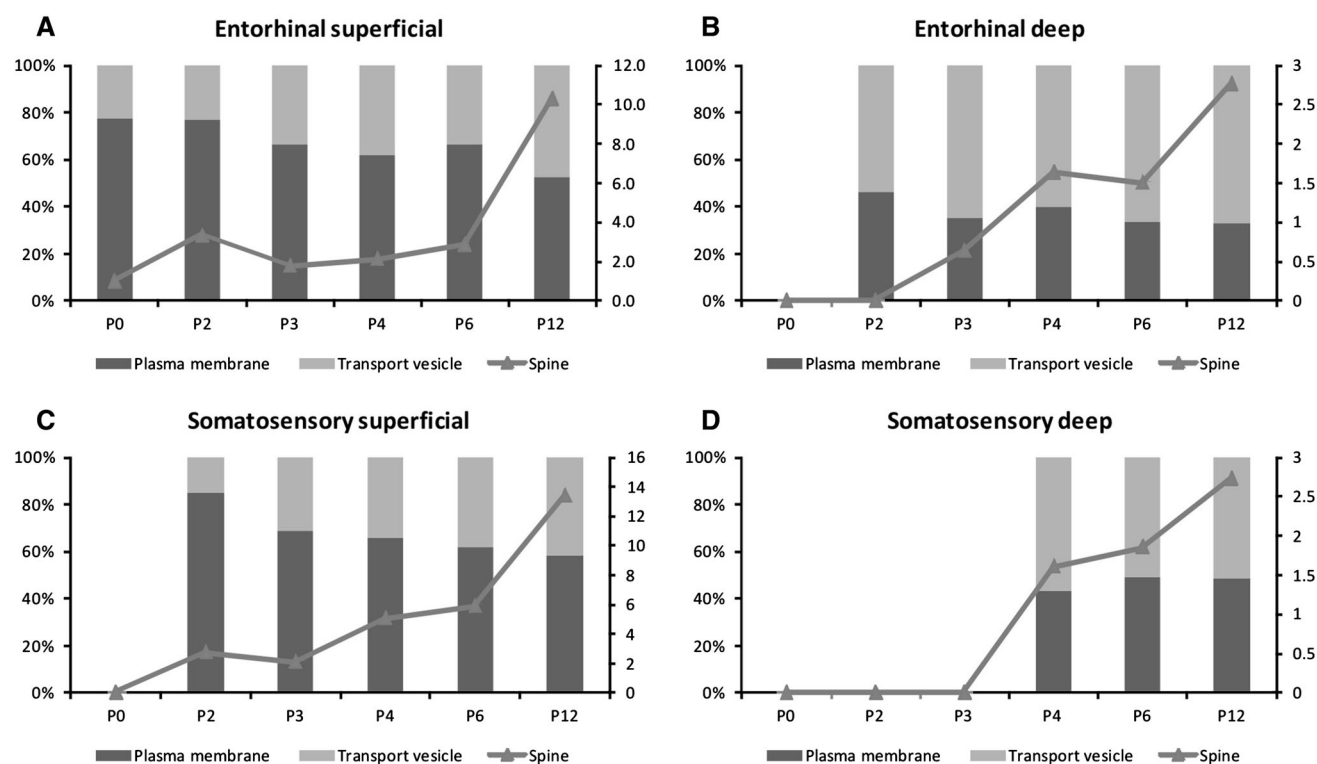 A
Entorhinal superficial
100% 12.0
80% 10.0
60% 8.0
40% 6.0
20% 4.0
0% 2.0
0.0
P0 P2 P3 P4 P6 P12
Plasma membrane Transport vesicle Spine
B
Entorhinal deep
100% 3
80% 2.5
60% 2
40% 1.5
20% 1
0% 0.5
0
P0 P2 P3 P4 P6 P12
Plasma membrane Transport vesicle Spine
C
Somatosensory superficial
100% 16
80% 14
60% 12
40% 10
20% 8
0% 6
4
2
0
P0 P2 P3 P4 P6 P12
Plasma membrane Transport vesicle Spine
D
Somatosensory deep
100% 3
80% 2.5
60% 2
40% 1.5
20% 1
0% 0.5
0
P0 P2 P3 P4 P6 P12
Plasma membrane Transport vesicle Spine